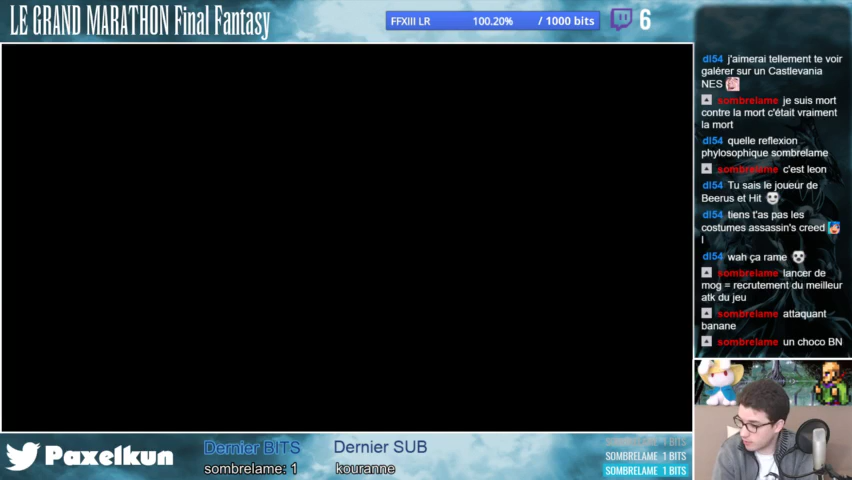 LE GRAND MARATHON Final Fantasy
FFXIII LR 100.20% / 1000 bits
6
dl54 j'aimerai tellement te voir
galérer sur un Castlevania
NES
sombrelame je suis mort
contre la mort c'était vraiment
la mort
dl54 quelle reflexion
phylosophique sombrelame
sombrelame c'est leon
dl54 Tu sais le joueur de
Beerus et Hit
dl54 tiens t'as pas les
costumes assassin's creed
!
dl54 wah ça rame
sombrelame lancer de
mog = recrutement du meilleur
atk du jeu
sombrelame attaquant
banane
sombrelame un choco BN
Paxelkun
Dernier BITS
sombrelame: 1
Dernier SUB
kouranne
SOMBRELAME 1 BITS
SOMBRELAME 1 BITS
SOMBRELAME 1 BITS